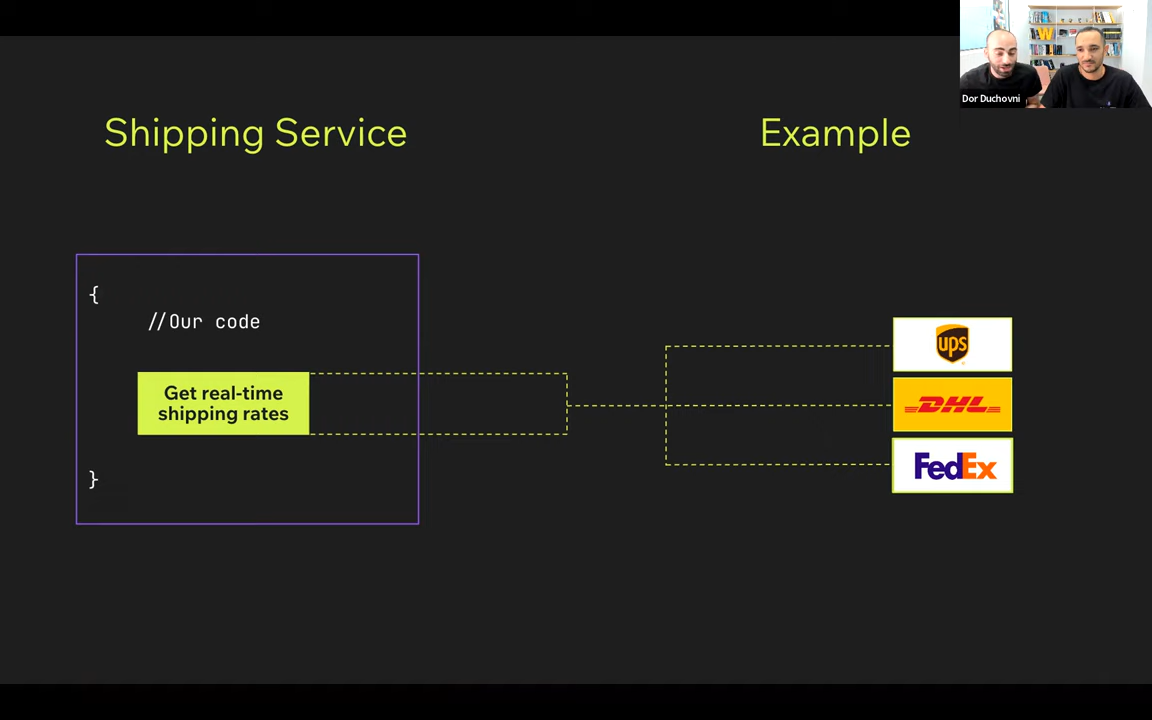 Dor Duchovni
Shipping Service
Example
{
//Our code
Get real-time
shipping rates
}
ups
DHL
FedEx